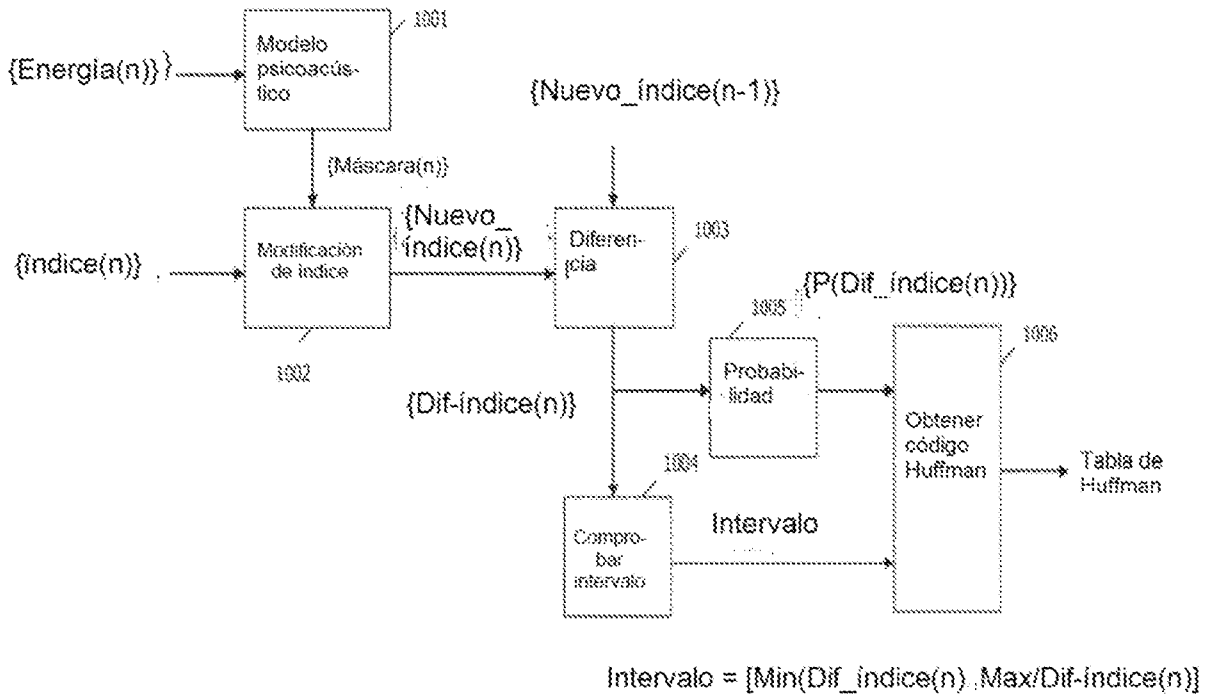 1001
Modelo
psicoacús-
tico
{Energía(n)} }
{Nuevo_índice(n-1)}
{Máscara(n)}
{Nuevo_
índice(n)}
Modificación
de índice
{índice(n)}
1002
Diferen-
cia
1003
{P(Dif_índice(n))}
1005
1006
Probabi-
lidad
{Dif-índice(n)}
Obtener
código
Huffman
Tabla de
Huffman
1004
Intervalo
Compro-
bar
intervalo
Intervalo = [Min(Dif_índice(n) ,Max/Dif-índice(n)]